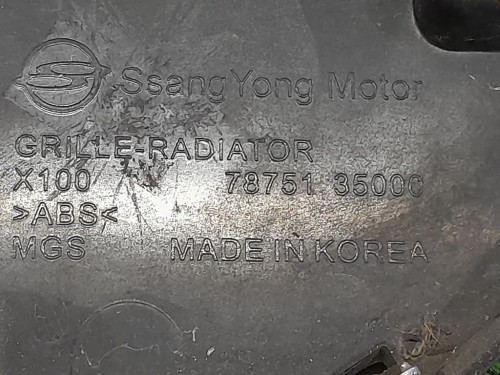 SsangYong Motor
GRILLE-RADIATOR
X100 78751 35000
>ABS<
MGS MADE IN KOREA